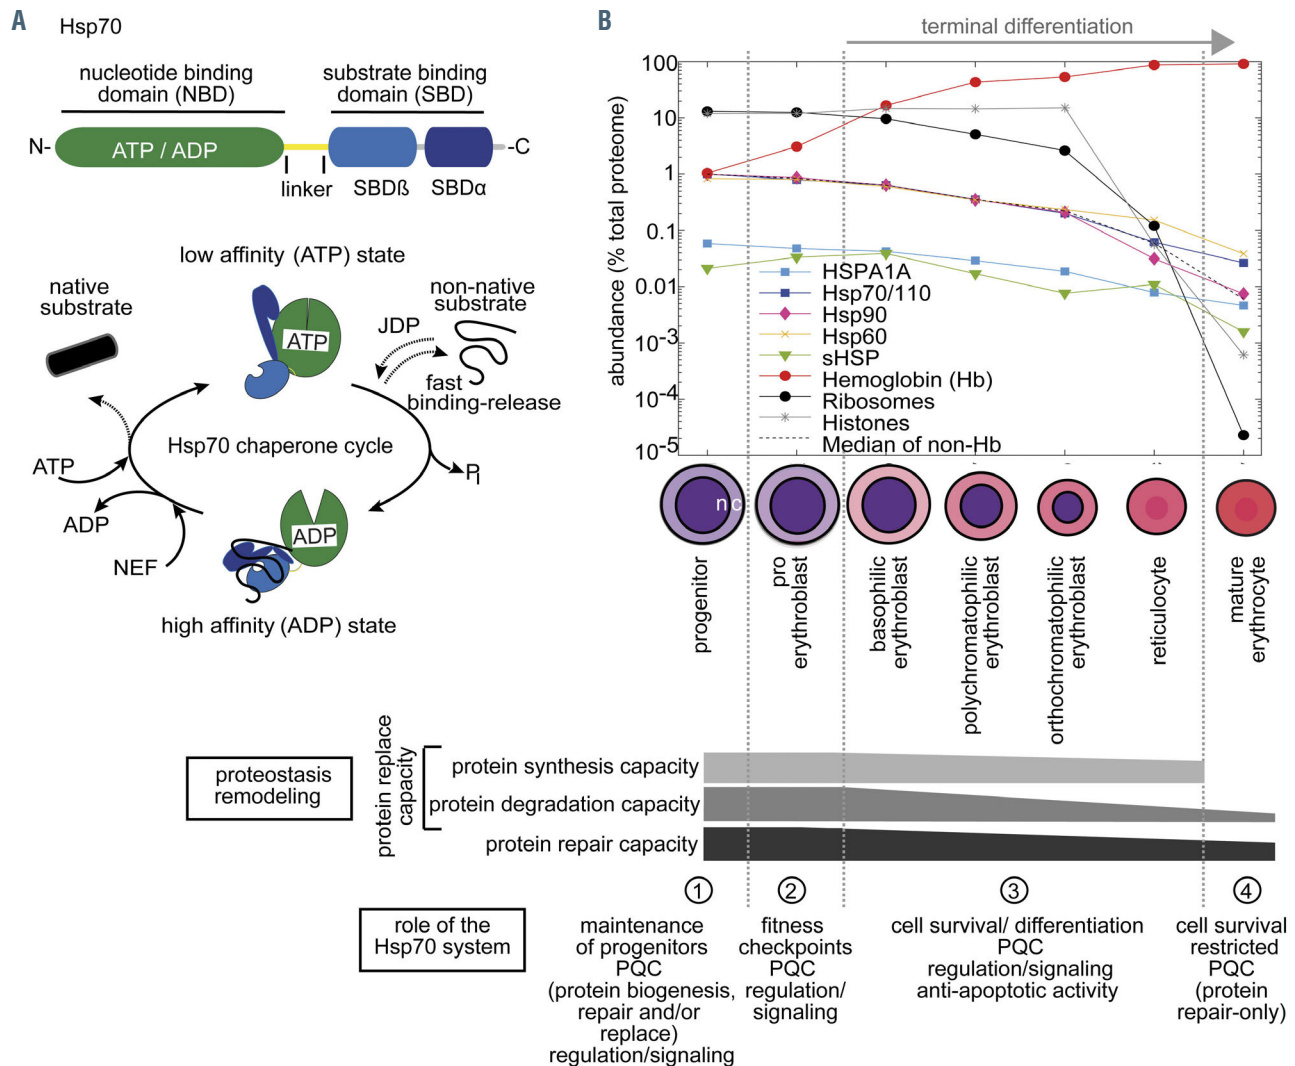 A
Hsp70
nucleotide binding
domain (NBD)
substrate binding
domain (SBD)
N-
ATP / ADP
-C
linker
SBDß
SBDα
low affinity (ATP) state
native
substrate
non-native
substrate
JDP
ATP
fast
binding-release
Hsp70 chaperone cycle
ATP
Pi
ADP
ADP
NEF
high affinity (ADP) state
B
terminal differentiation
abundance (% total proteome)
100
10
1
0.1
0.01
10-3
10-4
10-5
HSPA1A
Hsp70/110
Hsp90
Hsp60
sHSP
Hemoglobin (Hb)
Ribosomes
Histones
Median of non-Hb
n c
progenitor
pro
erythroblast
basophilic
erythroblast
polychromatophilic
erythroblast
orthochromatophilic
erythroblast
reticulocyte
mature
erythrocyte
proteostasis
remodeling
protein replace
capacity
protein synthesis capacity
protein degradation capacity
protein repair capacity
role of the
Hsp70 system
1
maintenance
of progenitors
PQC
(protein biogenesis,
repair and/or
replace)
regulation/signaling
2
fitness
checkpoints
PQC
regulation/
signaling
3
cell survival/ differentiation
PQC
regulation/signaling
anti-apoptotic activity
4
cell survival
restricted
PQC
(protein
repair-only)